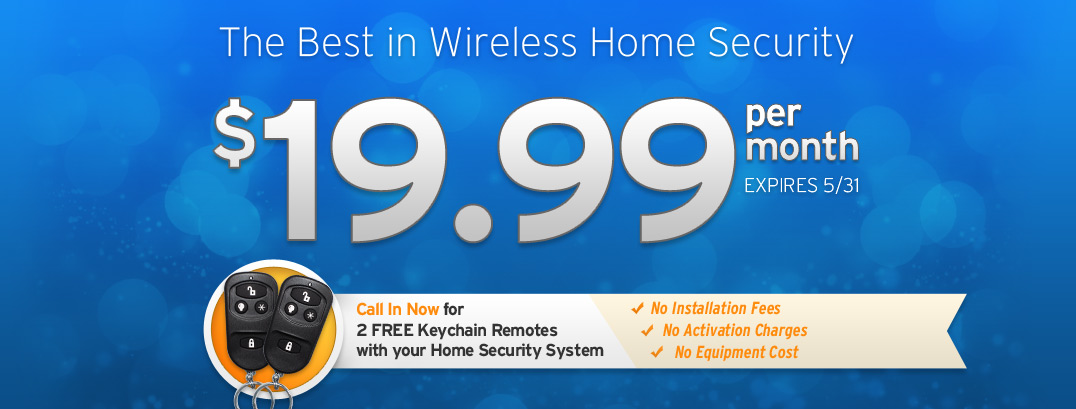 The Best in Wireless Home Security
$19.99 per month
EXPIRES 5/31
Call In Now for
2 FREE Keychain Remotes
with your Home Security System
No Installation Fees
No Activation Charges
No Equipment Cost